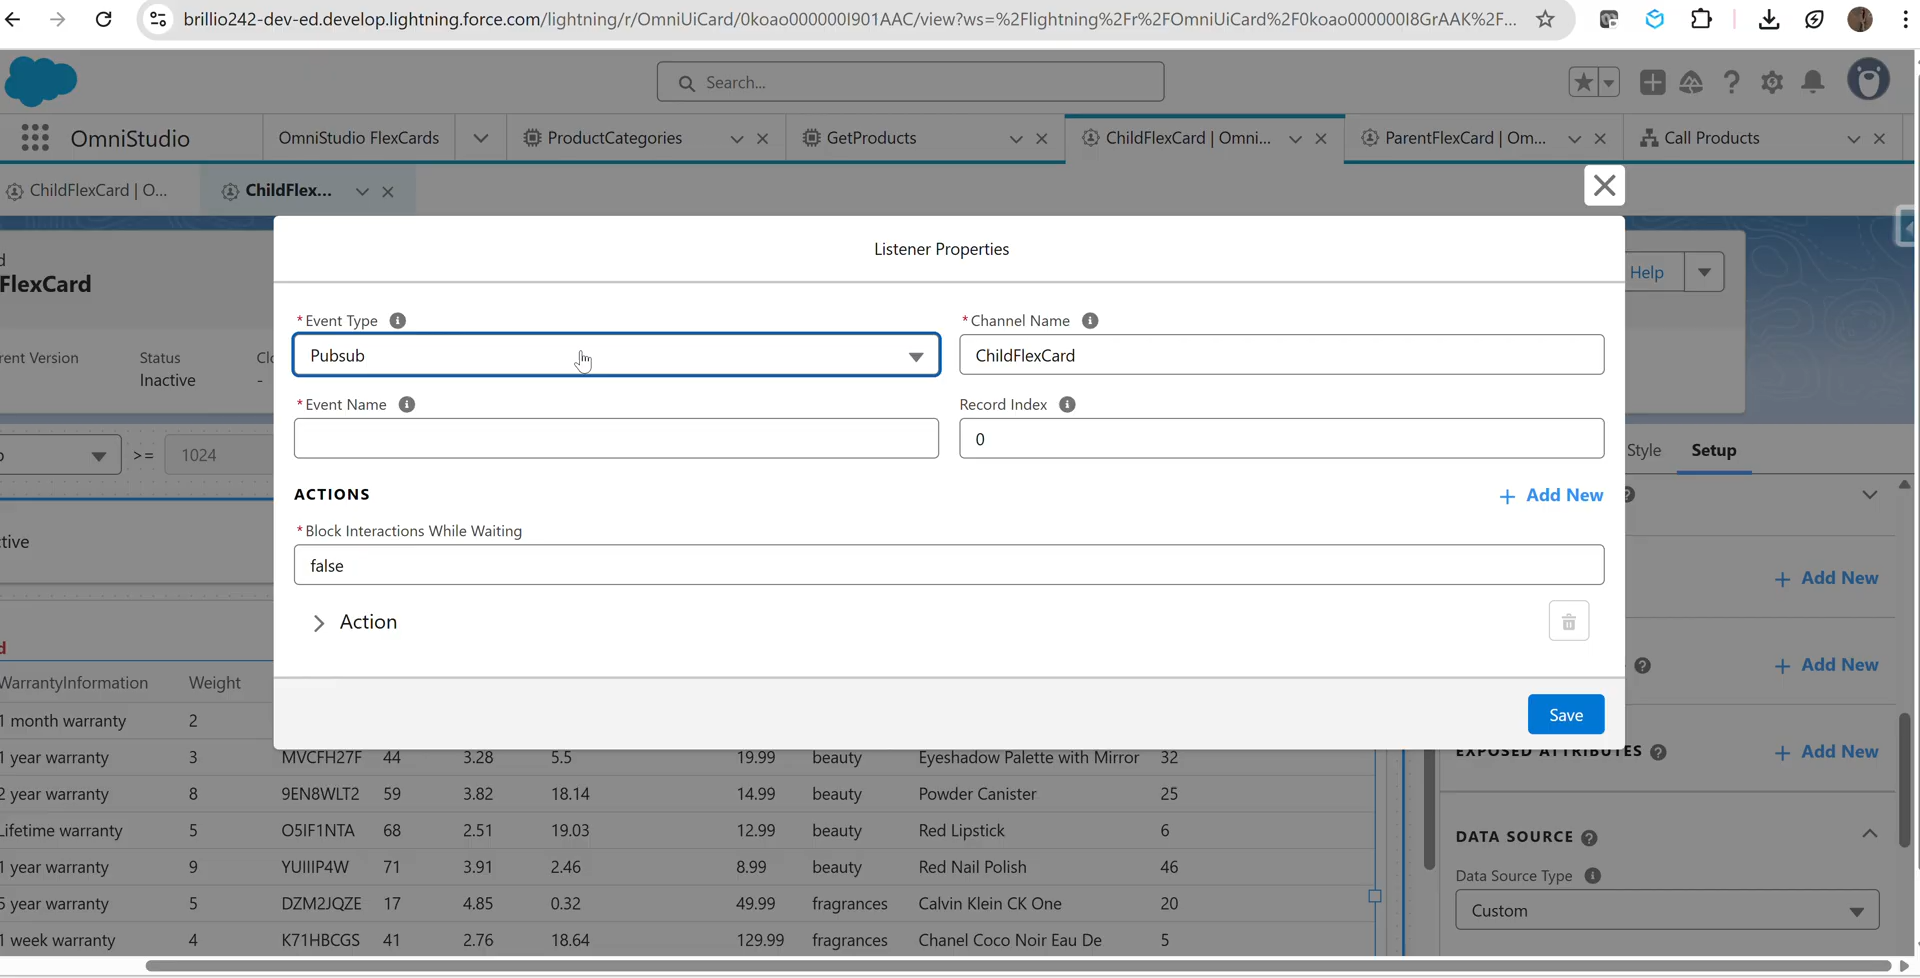 brillio242-dev-ed.develop.lightning.force.com/lightning/r/OmniUiCard/0koao000000I901AAC/view?ws=%2Flightning%2Fr%2FOmniUiCard%2F0koao000000I8GrAAK%2F...
Search...
OmniStudio
OmniStudio FlexCards
ProductCategories
GetProducts
ChildFlexCard | Omni...
ParentFlexCard | Om...
Call Products
ChildFlexCard | O...
ChildFlex...
d
FlexCard
Help
Listener Properties
*Event Type
*Channel Name
Pubsub
ChildFlexCard
rent Version
Status
Clo
Inactive
-
*Event Name
Record Index
0
>=
1024
Style
Setup
ACTIONS
+ Add New
*Block Interactions While Waiting
false
tive
+ Add New
Action
d
+ Add New
WarrantyInformation Weight
1 month warranty 2
Save
EXPOSED ATTRIBUTES
+ Add New
1 year warranty 3 MVCFH27F 44 3.28 5.5 19.99 beauty Eyeshadow Palette with Mirror 32
2 year warranty 8 9EN8WLT2 59 3.82 18.14 14.99 beauty Powder Canister 25
Lifetime warranty 5 O5IF1NTA 68 2.51 19.03 12.99 beauty Red Lipstick 6
DATA SOURCE
1 year warranty 9 YUIIIP4W 71 3.91 2.46 8.99 beauty Red Nail Polish 46
Data Source Type
5 year warranty 5 DZM2JQZE 17 4.85 0.32 49.99 fragrances Calvin Klein CK One 20
Custom
1 week warranty 4 K71HBCGS 41 2.76 18.64 129.99 fragrances Chanel Coco Noir Eau De 5